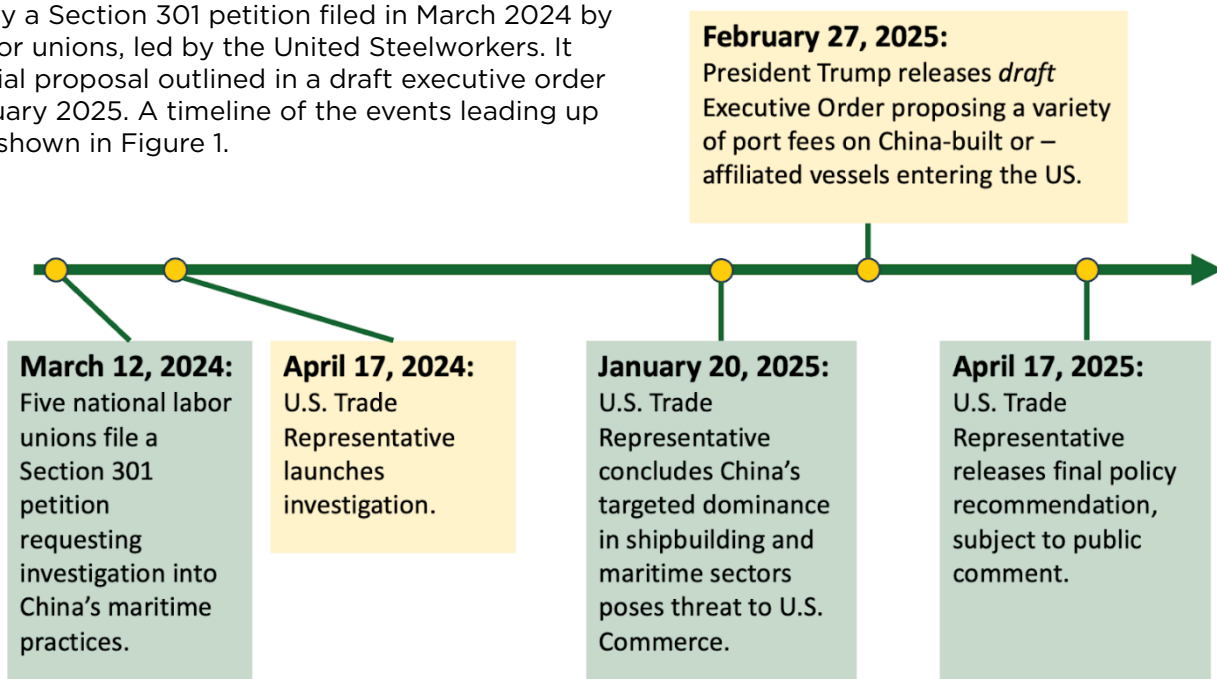 y a Section 301 petition filed in March 2024 by
or unions, led by the United Steelworkers. It
ial proposal outlined in a draft executive order
uary 2025. A timeline of the events leading up
shown in Figure 1.
February 27, 2025:
President Trump releases draft
Executive Order proposing a variety
of port fees on China-built or –
affiliated vessels entering the US.
March 12, 2024:
Five national labor
unions file a
Section 301
petition
requesting
investigation into
China’s maritime
practices.
April 17, 2024:
U.S. Trade
Representative
launches
investigation.
January 20, 2025:
U.S. Trade
Representative
concludes China’s
targeted dominance
in shipbuilding and
maritime sectors
poses threat to U.S.
Commerce.
April 17, 2025:
U.S. Trade
Representative
releases final policy
recommendation,
subject to public
comment.